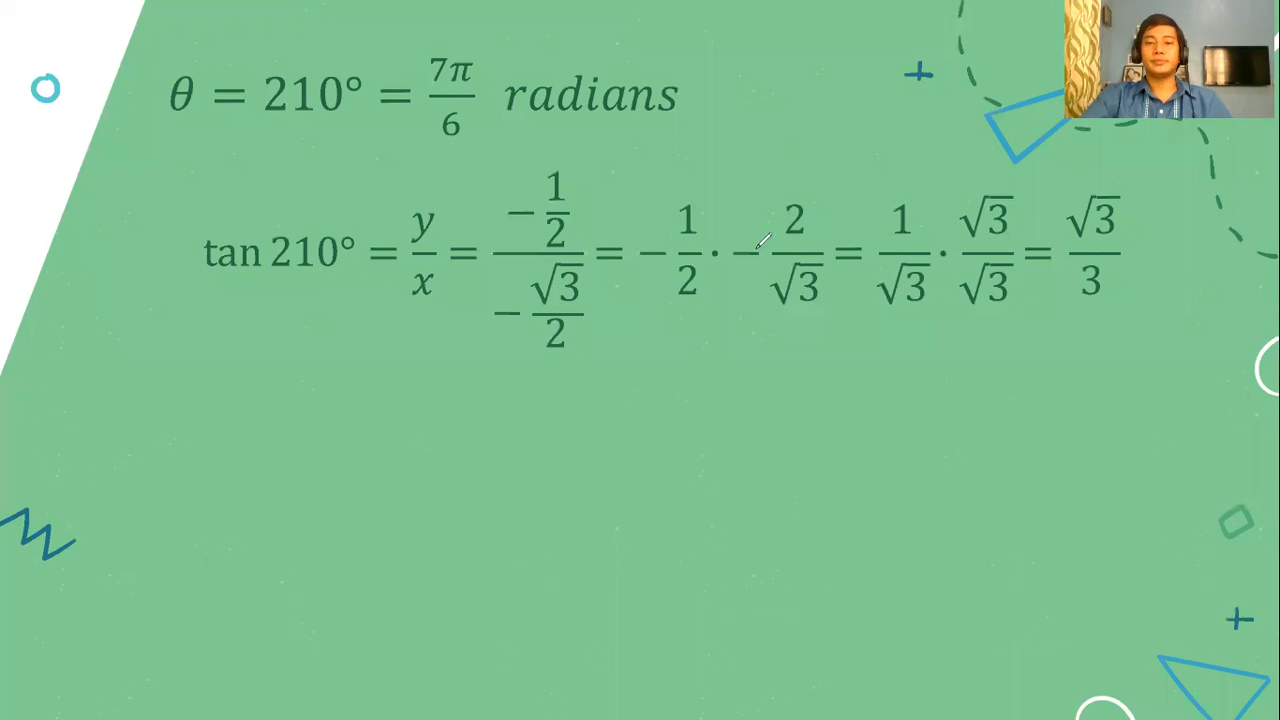 θ = 210° = 7π/6 radians
tan 210° = y/x = (-1/2)/(-√3/2) = -1/2 · -2/√3 = 1/√3 · √3/√3 = √3/3